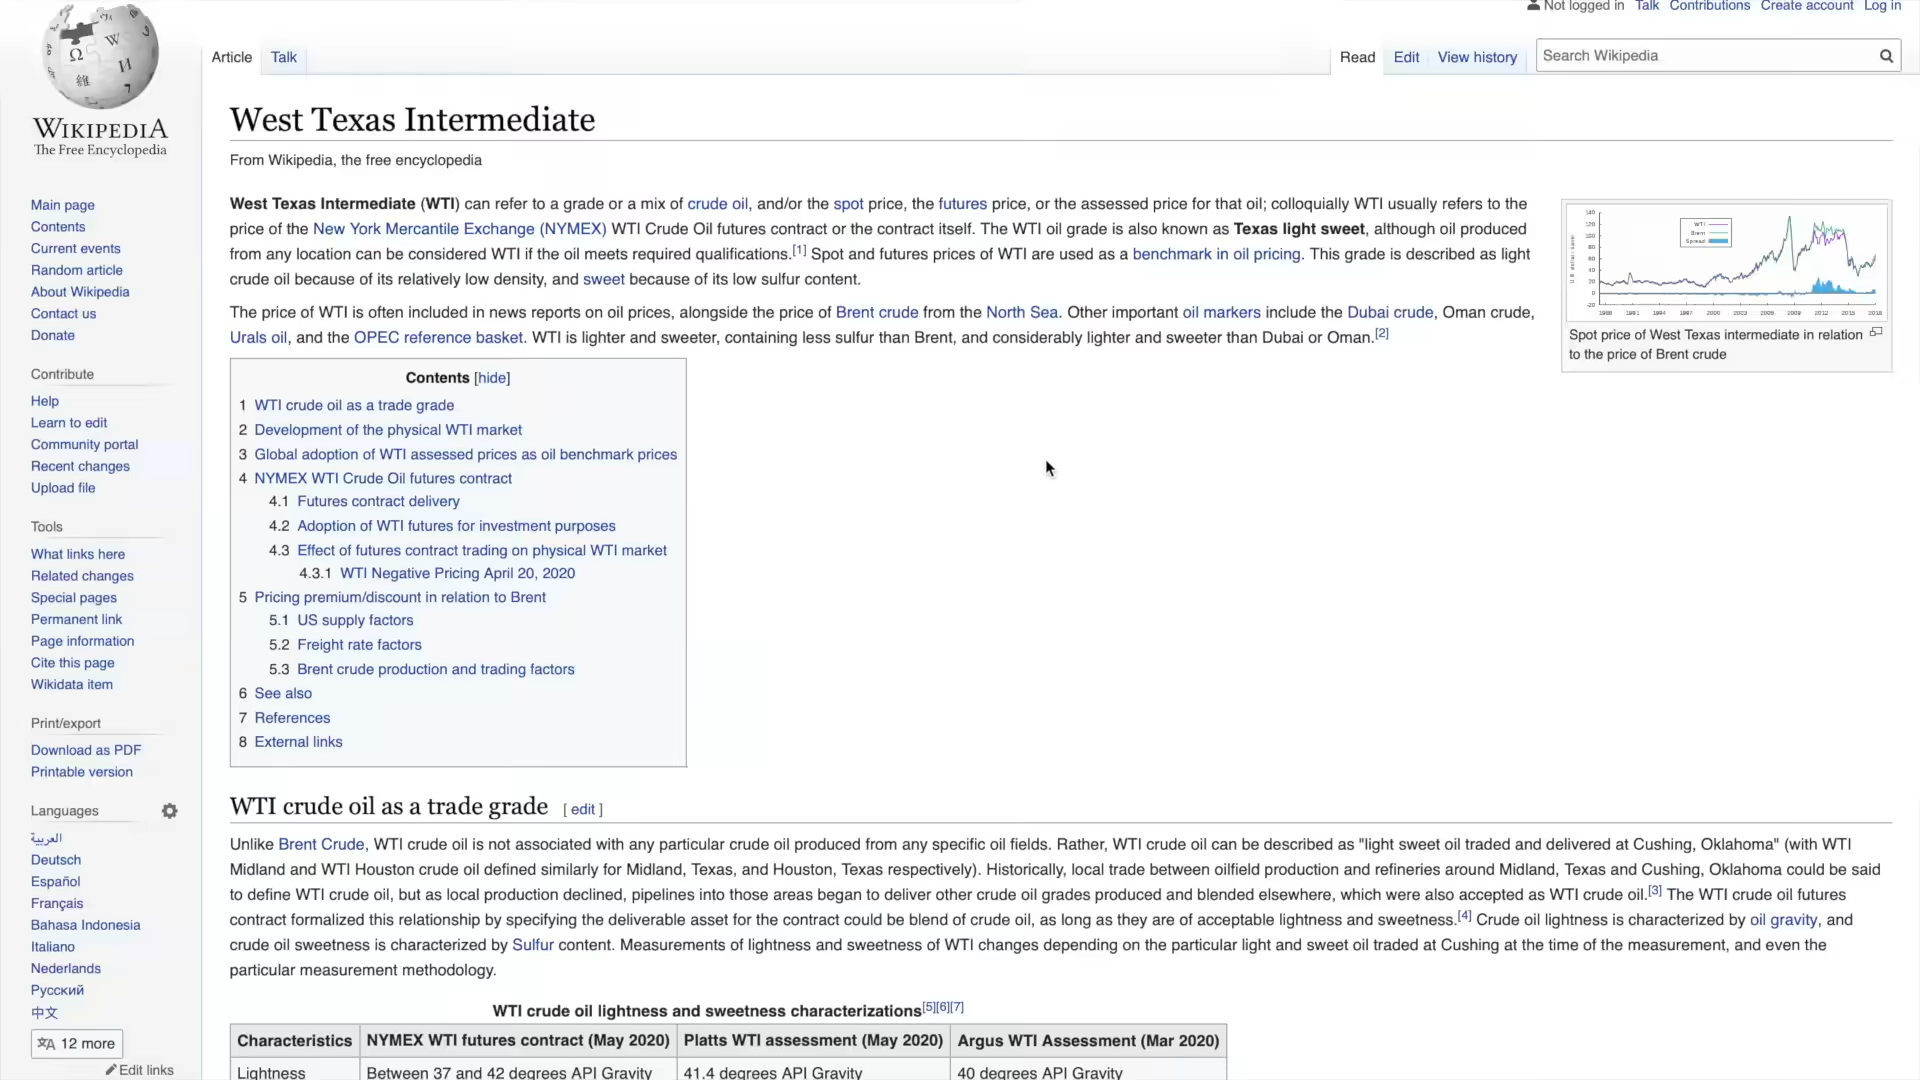 Not logged in Talk Contributions Create account Log in
Article Talk
Read Edit View history
Search Wikipedia
WIKIPEDIA
The Free Encyclopedia
Main page
Contents
Current events
Random article
About Wikipedia
Contact us
Donate
Contribute
Help
Learn to edit
Community portal
Recent changes
Upload file
Tools
What links here
Related changes
Special pages
Permanent link
Page information
Cite this page
Wikidata item
Print/export
Download as PDF
Printable version
Languages
العربية
Deutsch
Español
Français
Bahasa Indonesia
Italiano
Nederlands
Русский
中文
12 more
Edit links
West Texas Intermediate
From Wikipedia, the free encyclopedia
West Texas Intermediate (WTI) can refer to a grade or a mix of crude oil, and/or the spot price, the futures price, or the assessed price for that oil; colloquially WTI usually refers to the
price of the New York Mercantile Exchange (NYMEX) WTI Crude Oil futures contract or the contract itself. The WTI oil grade is also known as Texas light sweet, although oil produced
from any location can be considered WTI if the oil meets required qualifications.[1] Spot and futures prices of WTI are used as a benchmark in oil pricing. This grade is described as light
crude oil because of its relatively low density, and sweet because of its low sulfur content.
The price of WTI is often included in news reports on oil prices, alongside the price of Brent crude from the North Sea. Other important oil markers include the Dubai crude, Oman crude,
Urals oil, and the OPEC reference basket. WTI is lighter and sweeter, containing less sulfur than Brent, and considerably lighter and sweeter than Dubai or Oman.[2]
WTI
Brent
Spread
Spot price of West Texas intermediate in relation
to the price of Brent crude
Contents [hide]
1 WTI crude oil as a trade grade
2 Development of the physical WTI market
3 Global adoption of WTI assessed prices as oil benchmark prices
4 NYMEX WTI Crude Oil futures contract
4.1 Futures contract delivery
4.2 Adoption of WTI futures for investment purposes
4.3 Effect of futures contract trading on physical WTI market
4.3.1 WTI Negative Pricing April 20, 2020
5 Pricing premium/discount in relation to Brent
5.1 US supply factors
5.2 Freight rate factors
5.3 Brent crude production and trading factors
6 See also
7 References
8 External links
WTI crude oil as a trade grade [ edit ]
Unlike Brent Crude, WTI crude oil is not associated with any particular crude oil produced from any specific oil fields. Rather, WTI crude oil can be described as "light sweet oil traded and delivered at Cushing, Oklahoma" (with WTI
Midland and WTI Houston crude oil defined similarly for Midland, Texas, and Houston, Texas respectively). Historically, local trade between oilfield production and refineries around Midland, Texas and Cushing, Oklahoma could be said
to define WTI crude oil, but as local production declined, pipelines into those areas began to deliver other crude oil grades produced and blended elsewhere, which were also accepted as WTI crude oil.[3] The WTI crude oil futures
contract formalized this relationship by specifying the deliverable asset for the contract could be blend of crude oil, as long as they are of acceptable lightness and sweetness.[4] Crude oil lightness is characterized by oil gravity, and
crude oil sweetness is characterized by Sulfur content. Measurements of lightness and sweetness of WTI changes depending on the particular light and sweet oil traded at Cushing at the time of the measurement, and even the
particular measurement methodology.
WTI crude oil lightness and sweetness characterizations[5][6][7]
Characteristics NYMEX WTI futures contract (May 2020) Platts WTI assessment (May 2020) Argus WTI Assessment (Mar 2020)
Lightness Between 37 and 42 degrees API Gravity 41.4 degrees API Gravity 40 degrees API Gravity